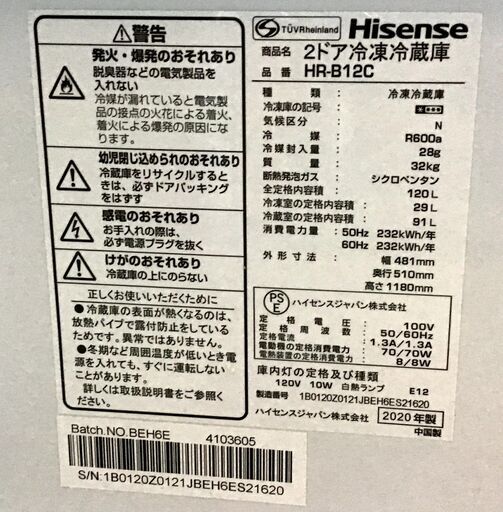 警告
発火・爆発のおそれあり
脱臭器などの電気製品を
入れない
冷媒が漏れていると電気製
品の接点の火花による着火、
着火による爆発の原因にな
ります。
幼児閉じ込められのおそれあり
冷蔵庫をリサイクルすると
きは、必ずドアパッキング
をはずす
感電のおそれあり
お手入れの際は、
必ず電源プラグを抜く
けがのおそれあり
冷蔵庫の上にのらない
正しくお使いいただくために
●冷蔵庫の表面が熱くなるのは、
放熱パイプで露付防止をしている
ためです。異常ではありません。
●冬期など周囲温度が低いとき電
源を入れても、すぐに運転しない
ことがあります。
詳しくは取扱説明書をご参照ください
TÜVRheinland Hisense
商品名 2ドア冷凍冷蔵庫
品番 HR-B12C
種類 : 冷凍冷蔵庫
冷凍庫の記号 :
気候区分 : N
冷媒 : R600a
冷媒封入量 : 28g
質量 : 32kg
断熱発泡ガス : シクロペンタン
全定格内容積 : 120L
冷凍室の定格内容積 : 29L
冷蔵室の定格内容積 : 91L
消費電力量 : 50Hz 232kWh/年
60Hz 232kWh/年
外形寸法 : 幅 481mm
奥行 510mm
高さ 1180mm
PSE ハイセンスジャパン株式会社
定格電圧 : 100V
定格周波数 : 50/60Hz
: 1.3A/1.3A
電動機の定格消費電力 : 70/70W
電熱装置の定格消費電力 : 8/8W
庫内灯の定格及び種類
120V 10W 白熱ランプ E12
製造番号 : 1B0120Z0121JBEH6ES21620
ハイセンスジャパン株式会社 2020年製
中国製
Batch.NO.BEH6E 4103605
S/N:1B0120Z0121JBEH6ES21620